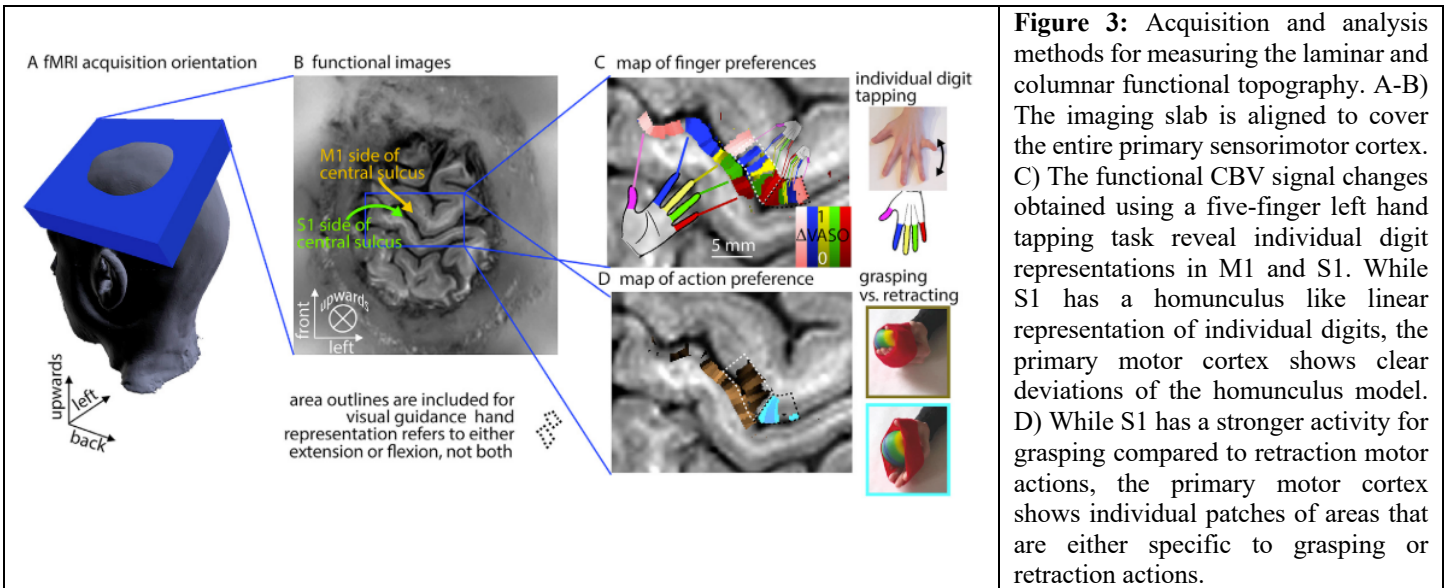 A fMRI acquisition orientation
upwards
left
back
B functional images
M1 side of
central sulcus
S1 side of
central sulcus
front
upwards
left
area outlines are included for
visual guidance hand
representation refers to either
extension or flexion, not both
C map of finger preferences
5 mm
1
ΔVASO
0
individual digit
tapping
D map of action preference
grasping
vs. retracting
Figure 3: Acquisition and analysis
methods for measuring the laminar and
columnar functional topography. A-B)
The imaging slab is aligned to cover
the entire primary sensorimotor cortex.
C) The functional CBV signal changes
obtained using a five-finger left hand
tapping task reveal individual digit
representations in M1 and S1. While
S1 has a homunculus like linear
representation of individual digits, the
primary motor cortex shows clear
deviations of the homunculus model.
D) While S1 has a stronger activity for
grasping compared to retraction motor
actions, the primary motor cortex
shows individual patches of areas that
are either specific to grasping or
retraction actions.